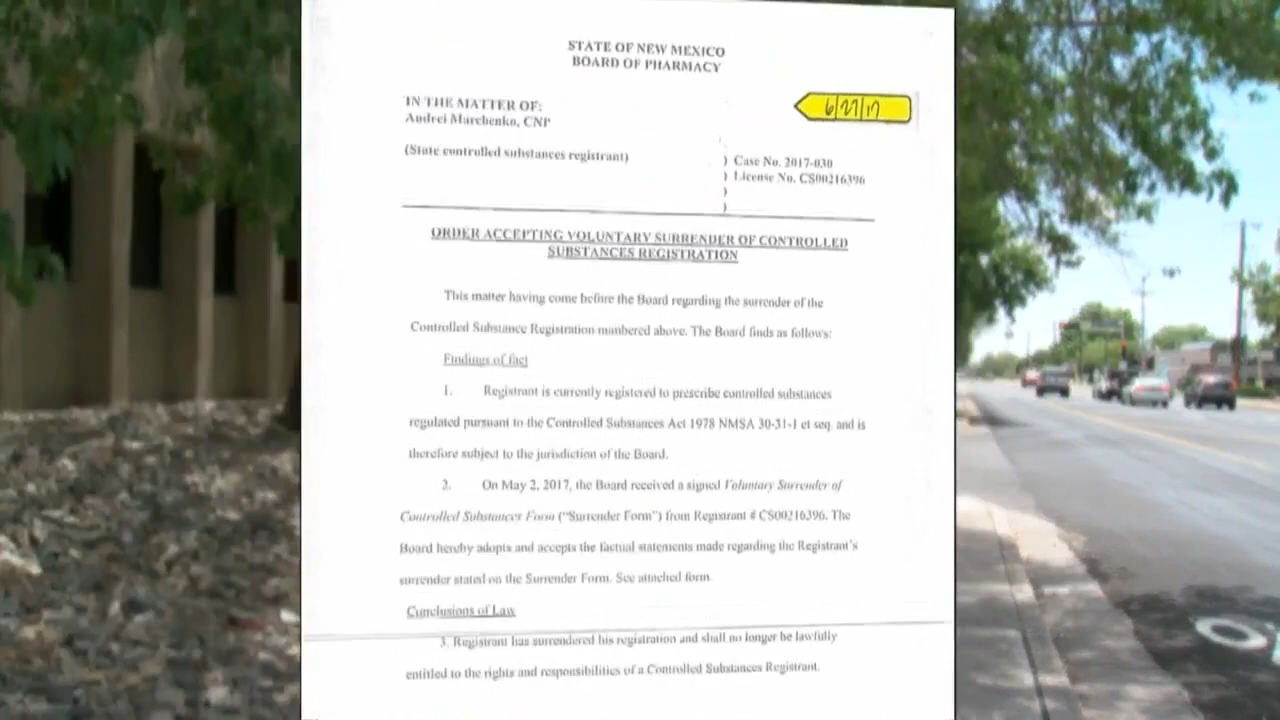 STATE OF NEW MEXICO
BOARD OF PHARMACY
IN THE MATTER OF:
Andrei Marchenko, CNP
6/27/17
(State controlled substances registrant)
) Case No. 2017-030
) License No. CS00216396
)
)
ORDER ACCEPTING VOLUNTARY SURRENDER OF CONTROLLED
SUBSTANCES REGISTRATION
This matter having come before the Board regarding the surrender of the
Controlled Substance Registration numbered above. The Board finds as follows:
Findings of fact
1. Registrant is currently registered to prescribe controlled substances
regulated pursuant to the Controlled Substances Act 1978 NMSA 30-31-1 et seq. and is
therefore subject to the jurisdiction of the Board.
2. On May 2, 2017, the Board received a signed Voluntary Surrender of
Controlled Substances Form ("Surrender Form") from Registrant # CS00216396. The
Board hereby adopts and accepts the factual statements made regarding the Registrant's
surrender stated on the Surrender Form. See attached form.
Conclusions of Law
3. Registrant has surrendered his registration and shall no longer be lawfully
entitled to the rights and responsibilities of a Controlled Substances Registrant.